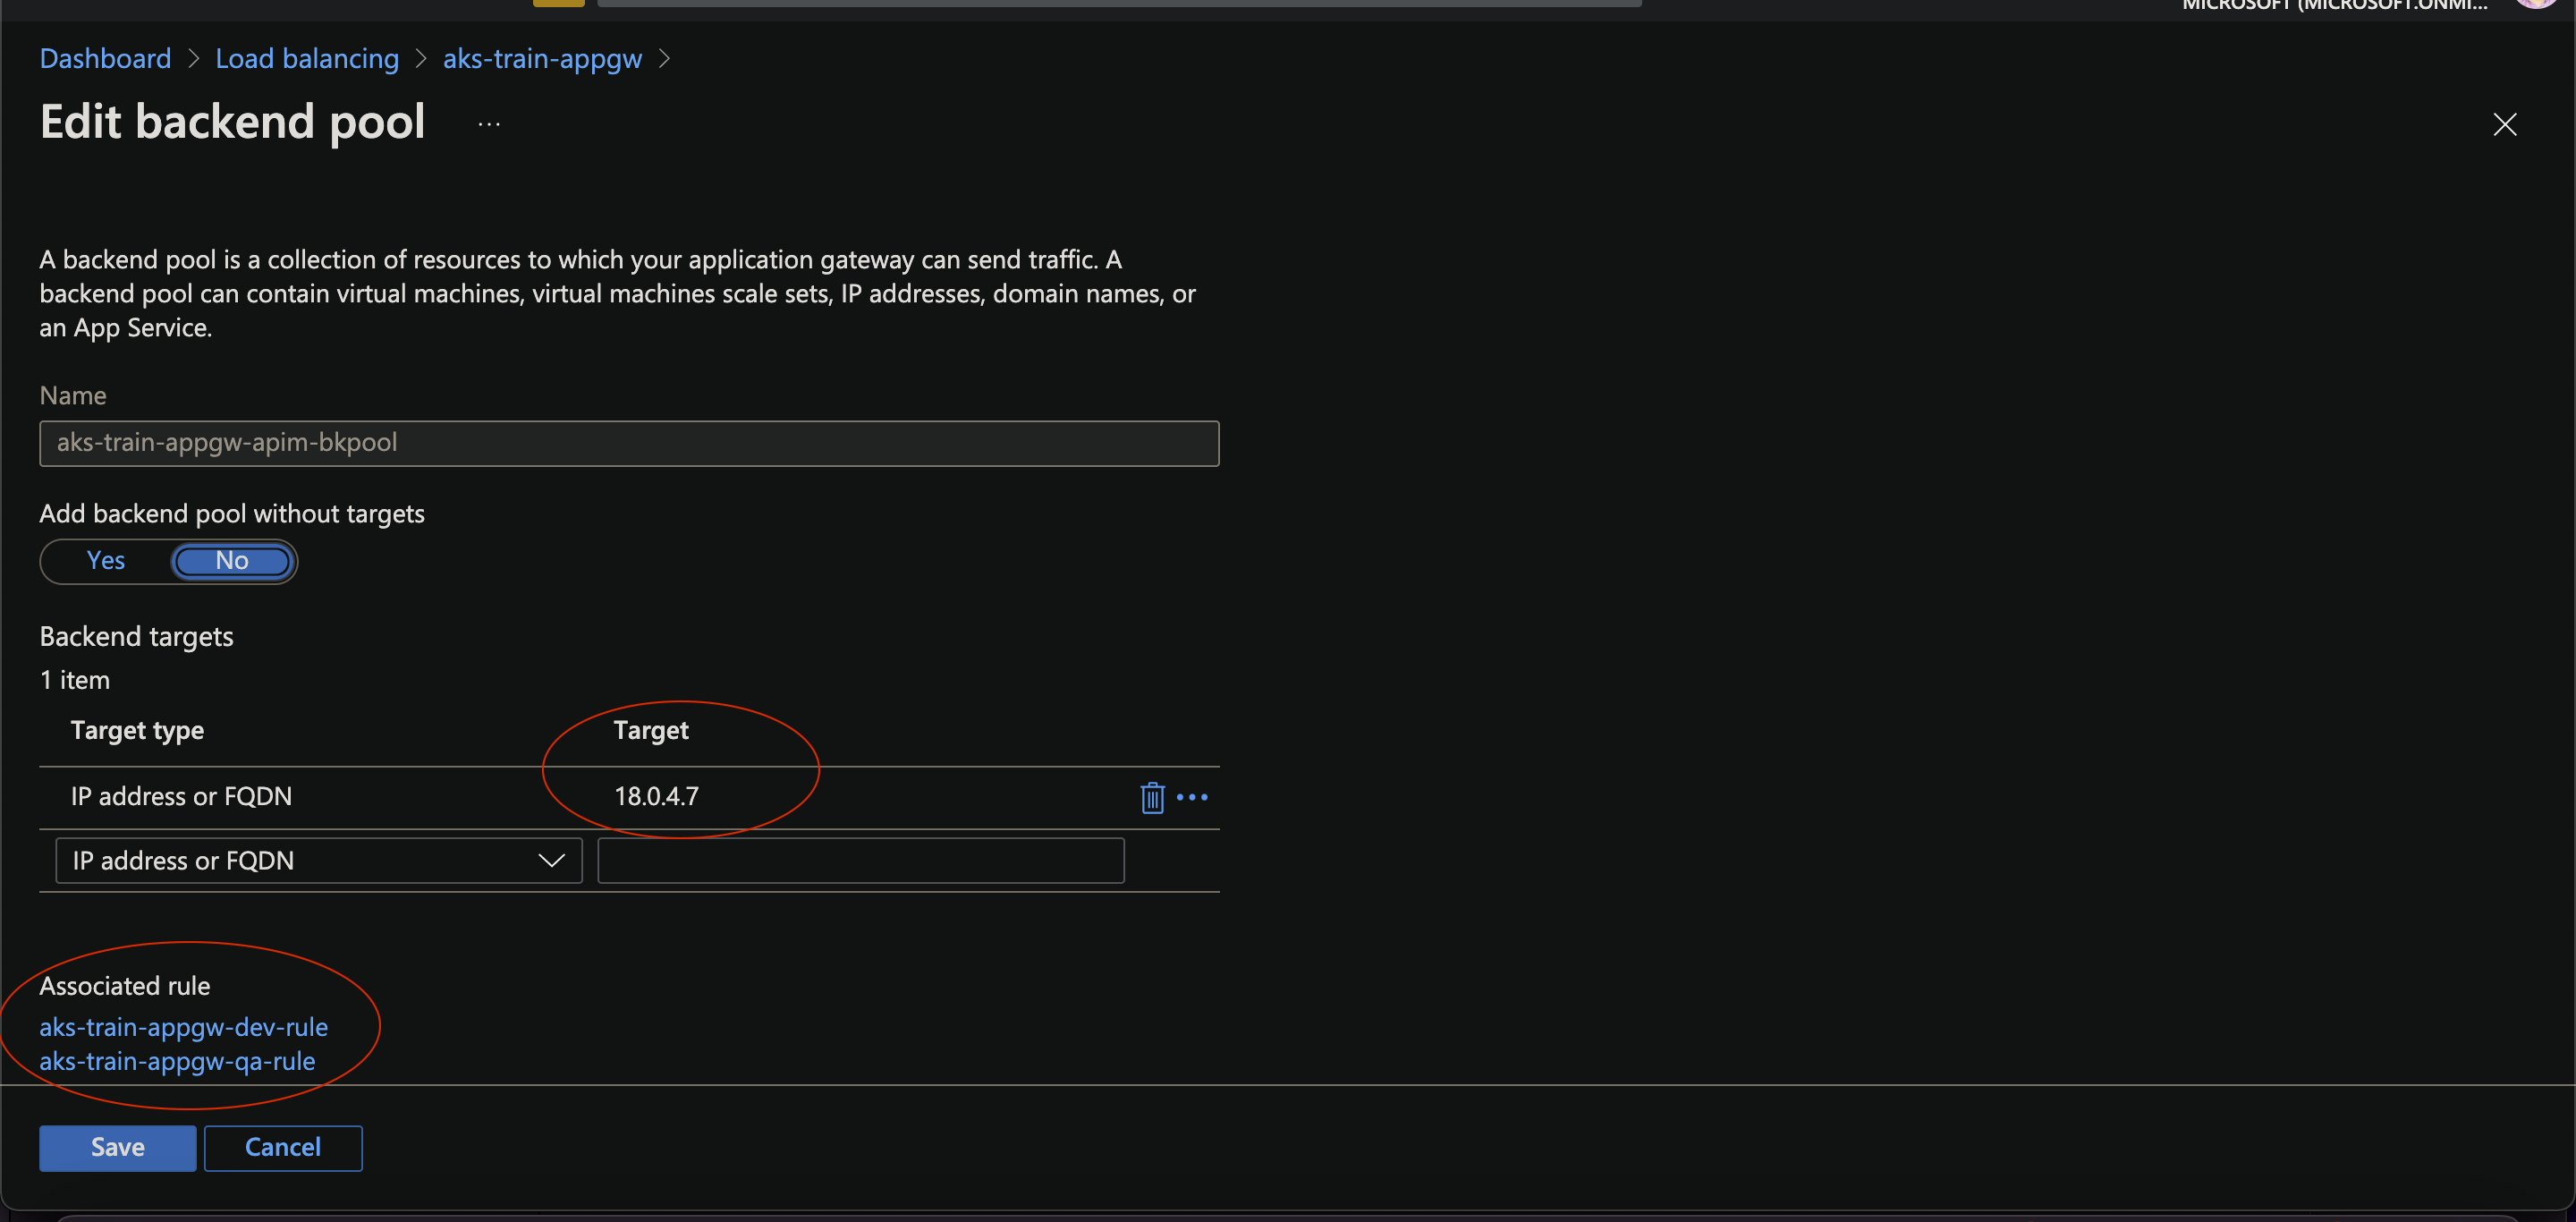 MICROSOFT (MICROSOFT.ONMI...
Dashboard > Load balancing > aks-train-appgw >
Edit backend pool ...
A backend pool is a collection of resources to which your application gateway can send traffic. A
backend pool can contain virtual machines, virtual machines scale sets, IP addresses, domain names, or
an App Service.
Name
aks-train-appgw-apim-bkpool
Add backend pool without targets
Yes No
Backend targets
1 item
Target type Target
IP address or FQDN 18.0.4.7
IP address or FQDN
Associated rule
aks-train-appgw-dev-rule
aks-train-appgw-qa-rule
Save Cancel